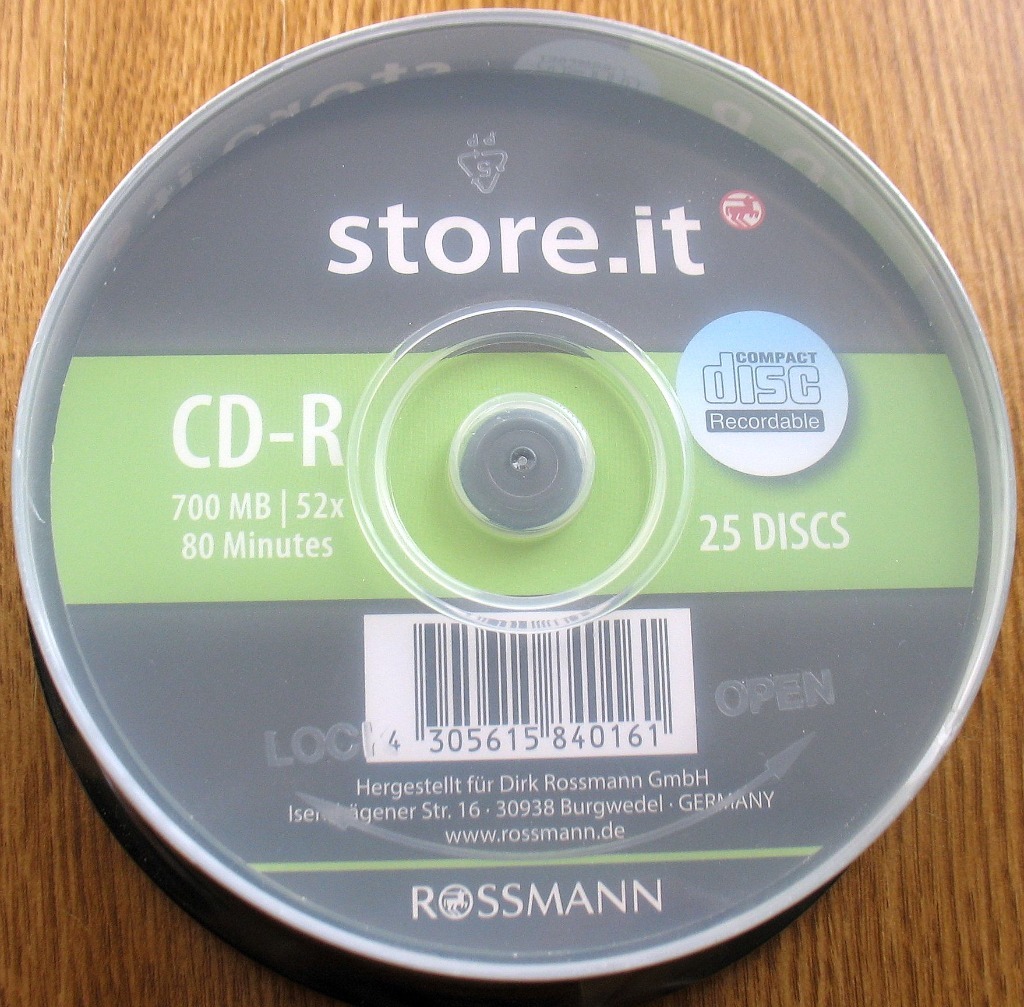 store.it
COMPACT
disc
Recordable
CD-R
700 MB | 52x
80 Minutes
25 DISCS
OPEN
LOCK
4 305615 840161
Hergestellt für Dirk Rossmann GmbH
Isernhägener Str. 16 · 30938 Burgwedel · GERMANY
www.rossmann.de
ROSSMANN